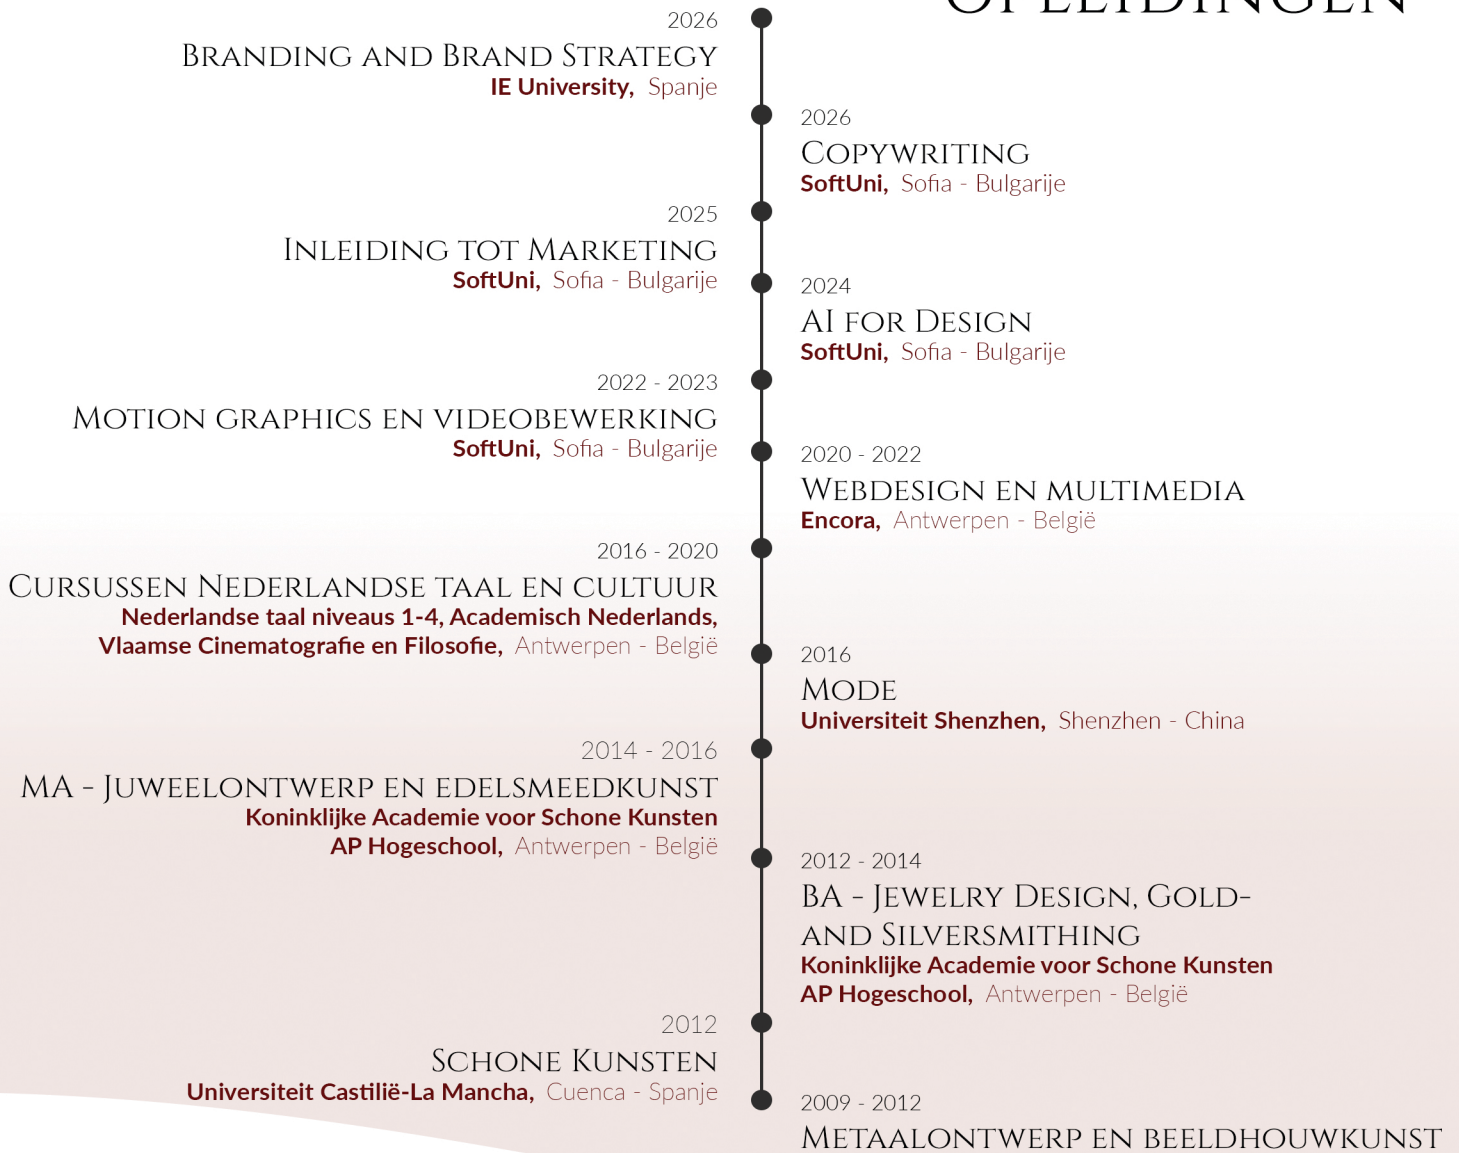 OPLEIDINGEN
2026
Branding and Brand Strategy
IE University, Spanje
2026
Copywriting
SoftUni, Sofia - Bulgarije
2025
Inleiding tot Marketing
SoftUni, Sofia - Bulgarije
2024
AI for Design
SoftUni, Sofia - Bulgarije
2022 - 2023
Motion graphics en videobewerking
SoftUni, Sofia - Bulgarije
2020 - 2022
Webdesign en multimedia
Encora, Antwerpen - België
2016 - 2020
Cursussen Nederlandse taal en cultuur
Nederlandse taal niveaus 1-4, Academisch Nederlands,
Vlaamse Cinematografie en Filosofie, Antwerpen - België
2016
Mode
Universiteit Shenzhen, Shenzhen - China
2014 - 2016
MA - Juweelontwerp en edelsmeedkunst
Koninklijke Academie voor Schone Kunsten
AP Hogeschool, Antwerpen - België
2012 - 2014
BA - Jewelry Design, Gold-
and Silversmithing
Koninklijke Academie voor Schone Kunsten
AP Hogeschool, Antwerpen - België
2012
Schone Kunsten
Universiteit Castilië-La Mancha, Cuenca - Spanje
2009 - 2012
Metaalontwerp en beeldhouwkunst